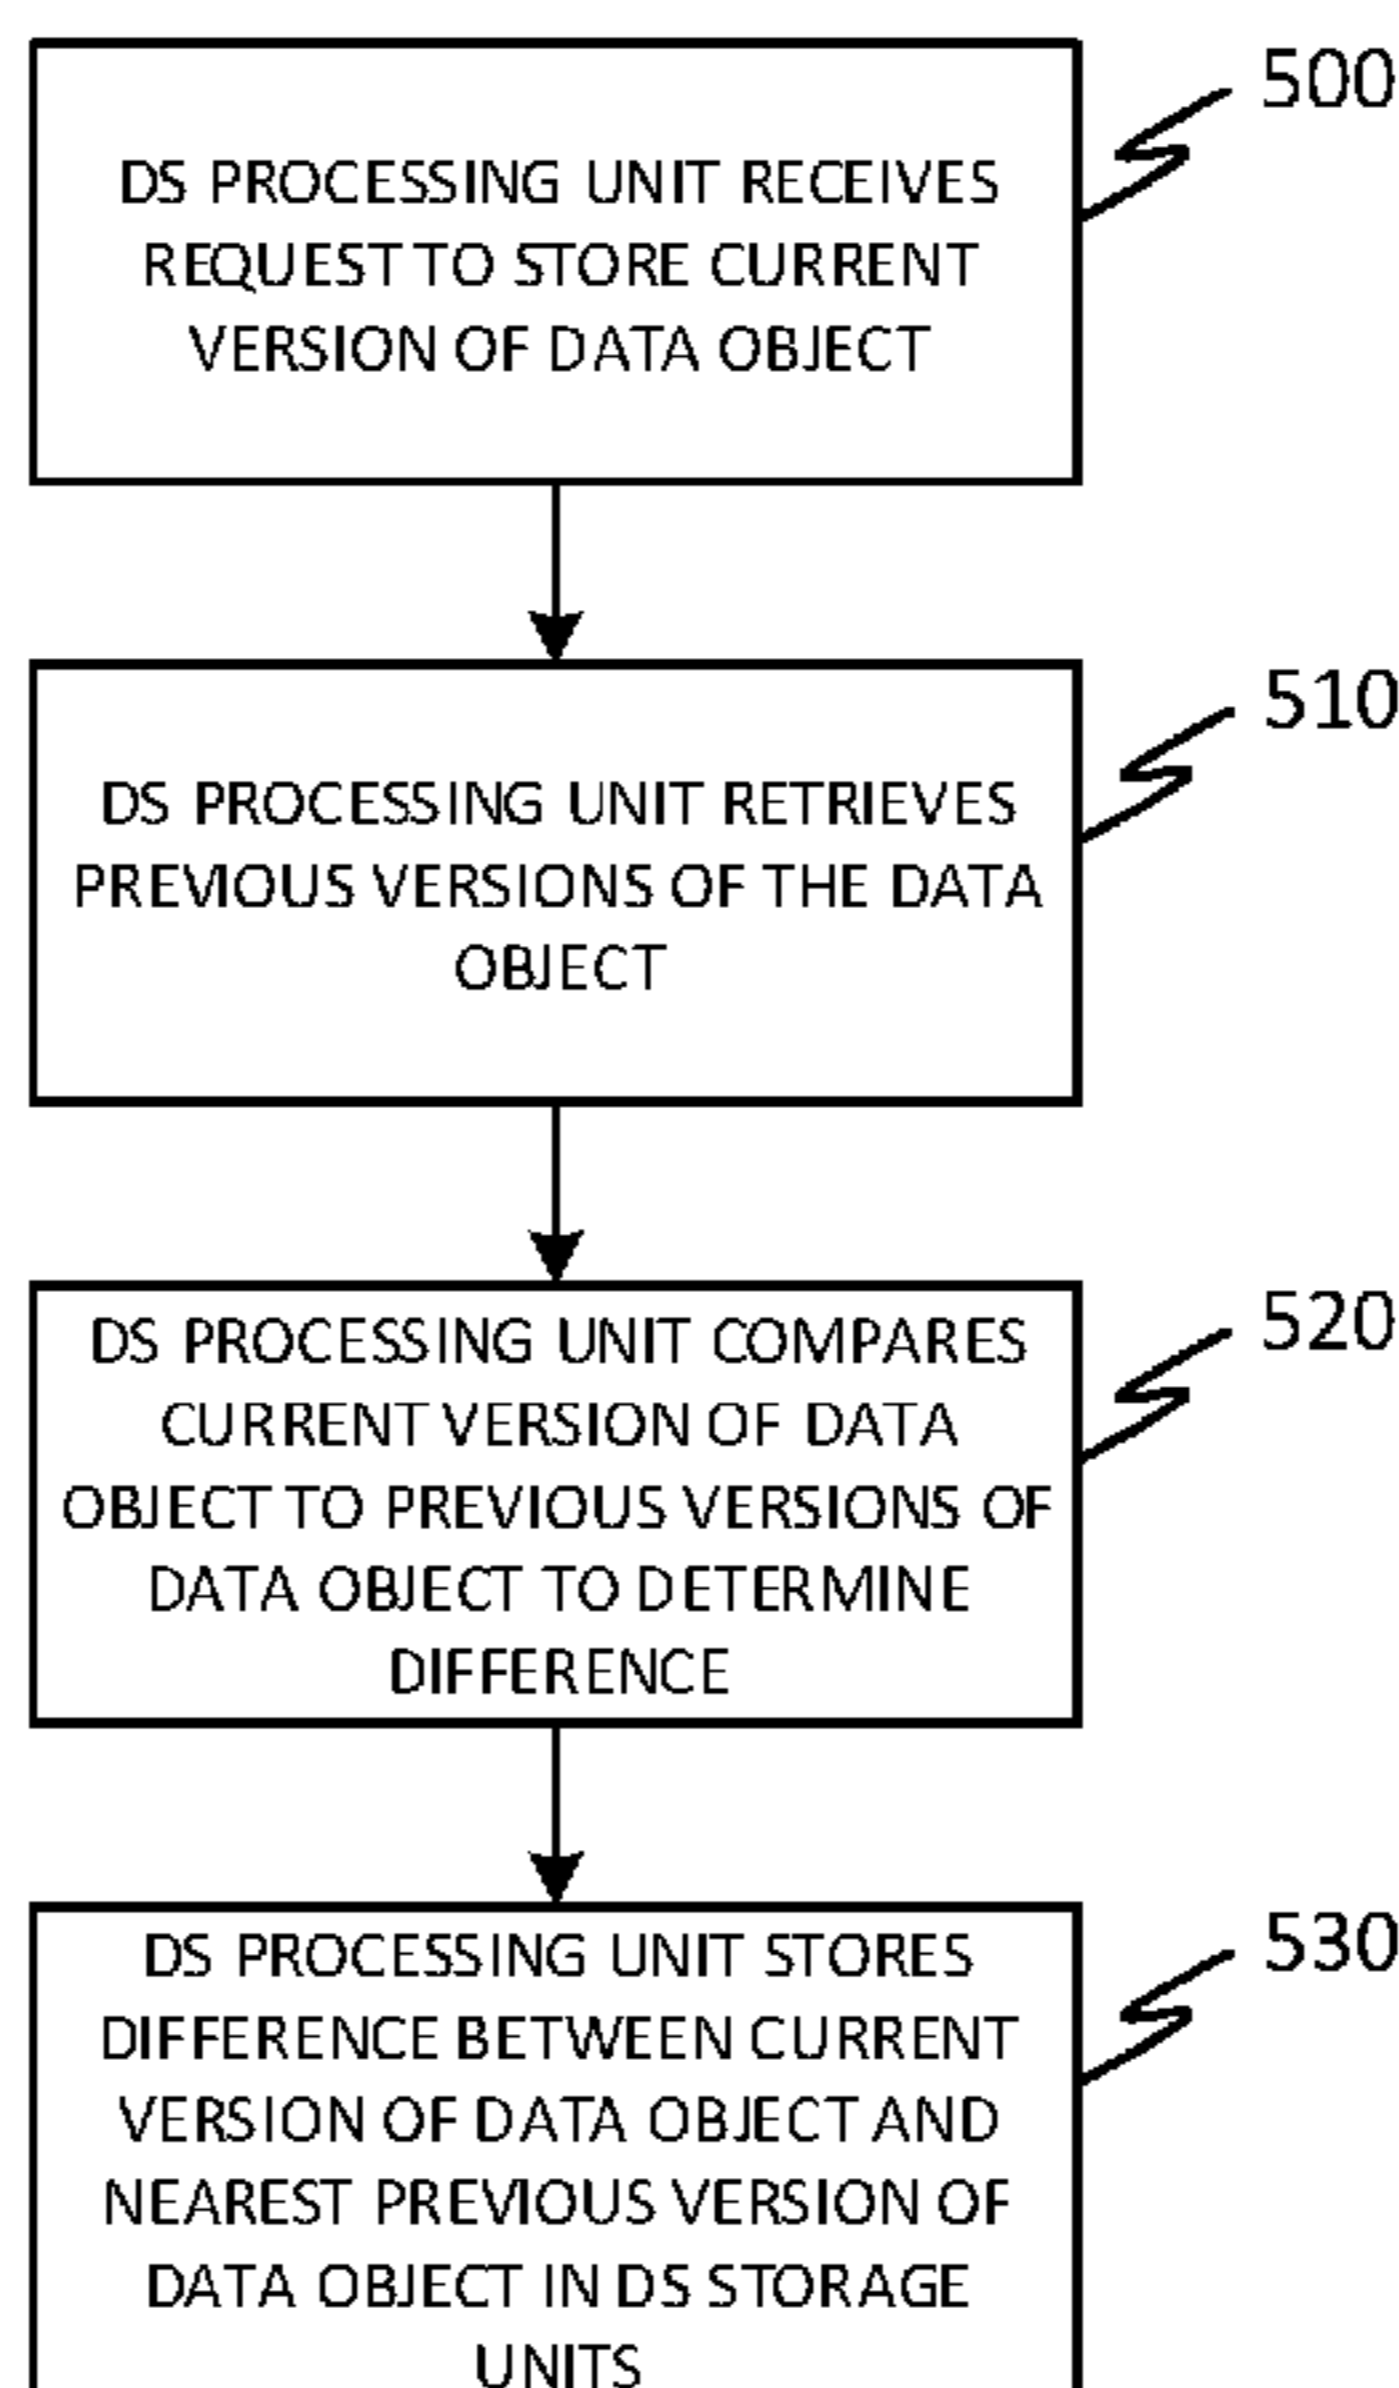 500
DS PROCESSING UNIT RECEIVES
REQUEST TO STORE CURRENT
VERSION OF DATA OBJECT
510
DS PROCESSING UNIT RETRIEVES
PREVIOUS VERSIONS OF THE DATA
OBJECT
520
DS PROCESSING UNIT COMPARES
CURRENT VERSION OF DATA
OBJECT TO PREVIOUS VERSIONS OF
DATA OBJECT TO DETERMINE
DIFFERENCE
530
DS PROCESSING UNIT STORES
DIFFERENCE BETWEEN CURRENT
VERSION OF DATA OBJECT AND
NEAREST PREVIOUS VERSION OF
DATA OBJECT IN DS STORAGE
UNITS